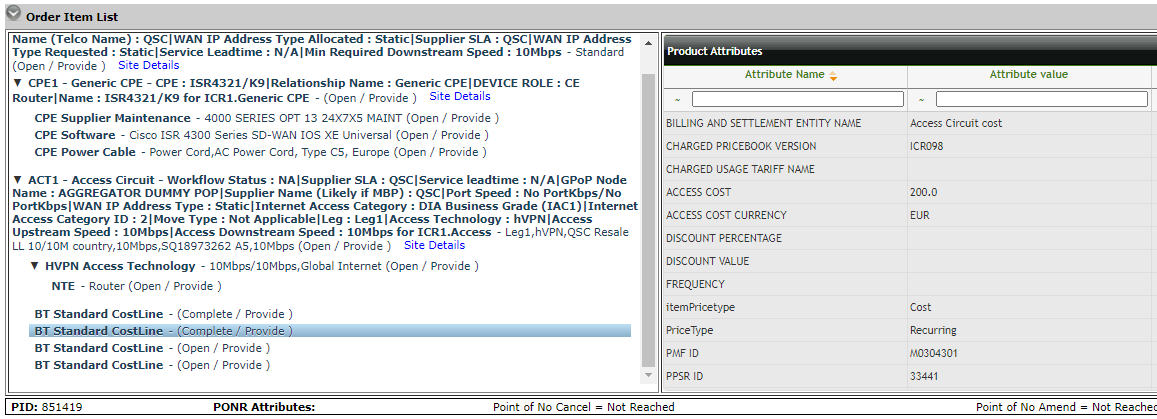 Order Item List
Name (Telco Name) : QSC|WAN IP Address Type Allocated : Static|Supplier SLA : QSC|WAN IP Address
Type Requested : Static|Service Leadtime : N/A|Min Required Downstream Speed : 10Mbps - Standard
(Open / Provide ) Site Details
▼ CPE1 - Generic CPE - CPE : ISR4321/K9|Relationship Name : Generic CPE|DEVICE ROLE : CE
Router|Name : ISR4321/K9 for ICR1.Generic CPE - (Open / Provide ) Site Details
CPE Supplier Maintenance - 4000 SERIES OPT 13 24X7X5 MAINT (Open / Provide )
CPE Software - Cisco ISR 4300 Series SD-WAN IOS XE Universal (Open / Provide )
CPE Power Cable - Power Cord,AC Power Cord, Type C5, Europe (Open / Provide )
▼ ACT1 - Access Circuit - Workflow Status : NA|Supplier SLA : QSC|Service leadtime : N/A|GPoP Node
Name : AGGREGATOR DUMMY POP|Supplier Name (Likely if MBP) : QSC|Port Speed : No PortKbps/No
PortKbps|WAN IP Address Type : Static|Internet Access Category : DIA Business Grade (IAC1)|Internet
Access Category ID : 2|Move Type : Not Applicable|Leg : Leg1|Access Technology : hVPN|Access
Upstream Speed : 10Mbps|Access Downstream Speed : 10Mbps for ICR1.Access - Leg1,hVPN,QSC Resale
LL 10/10M country,10Mbps,SQ18973262 A5,10Mbps (Open / Provide ) Site Details
▼ HVPN Access Technology - 10Mbps/10Mbps,Global Internet (Open / Provide )
NTE - Router (Open / Provide )
BT Standard CostLine - (Complete / Provide )
BT Standard CostLine - (Complete / Provide )
BT Standard CostLine - (Open / Provide )
BT Standard CostLine - (Open / Provide )
Product Attributes
Attribute Name Attribute value
~ ~
BILLING AND SETTLEMENT ENTITY NAME Access Circuit cost
CHARGED PRICEBOOK VERSION ICR098
CHARGED USAGE TARIFF NAME
ACCESS COST 200.0
ACCESS COST CURRENCY EUR
DISCOUNT PERCENTAGE
DISCOUNT VALUE
FREQUENCY
itemPricetype Cost
PriceType Recurring
PMF ID M0304301
PPSR ID 33441
PID: 851419 PONR Attributes: Point of No Cancel = Not Reached Point of No Amend = Not Reached